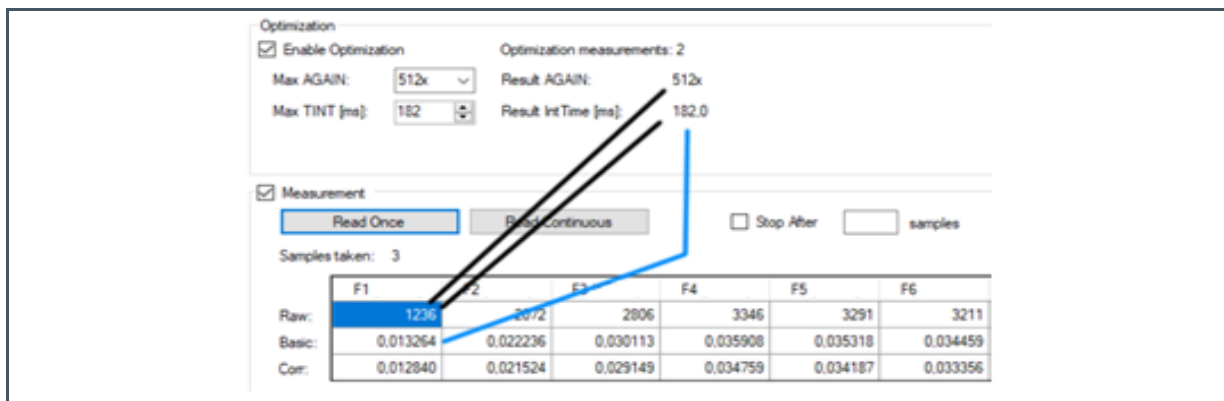 Optimization
Enable Optimization Optimization measurements: 2
Max AGAIN: 512x Result AGAIN: 512x
Max TINT [ms]: 182 Result IntTime [ms]: 182,0
Measurement
Read Once Read Continuous Stop After samples
Samples taken: 3
F1 F2 F3 F4 F5 F6
Raw: 1236 2072 2806 3346 3291 3211
Basic: 0,013264 0,022236 0,030113 0,035908 0,035318 0,034459
Corr: 0,012840 0,021524 0,029149 0,034759 0,034187 0,033356